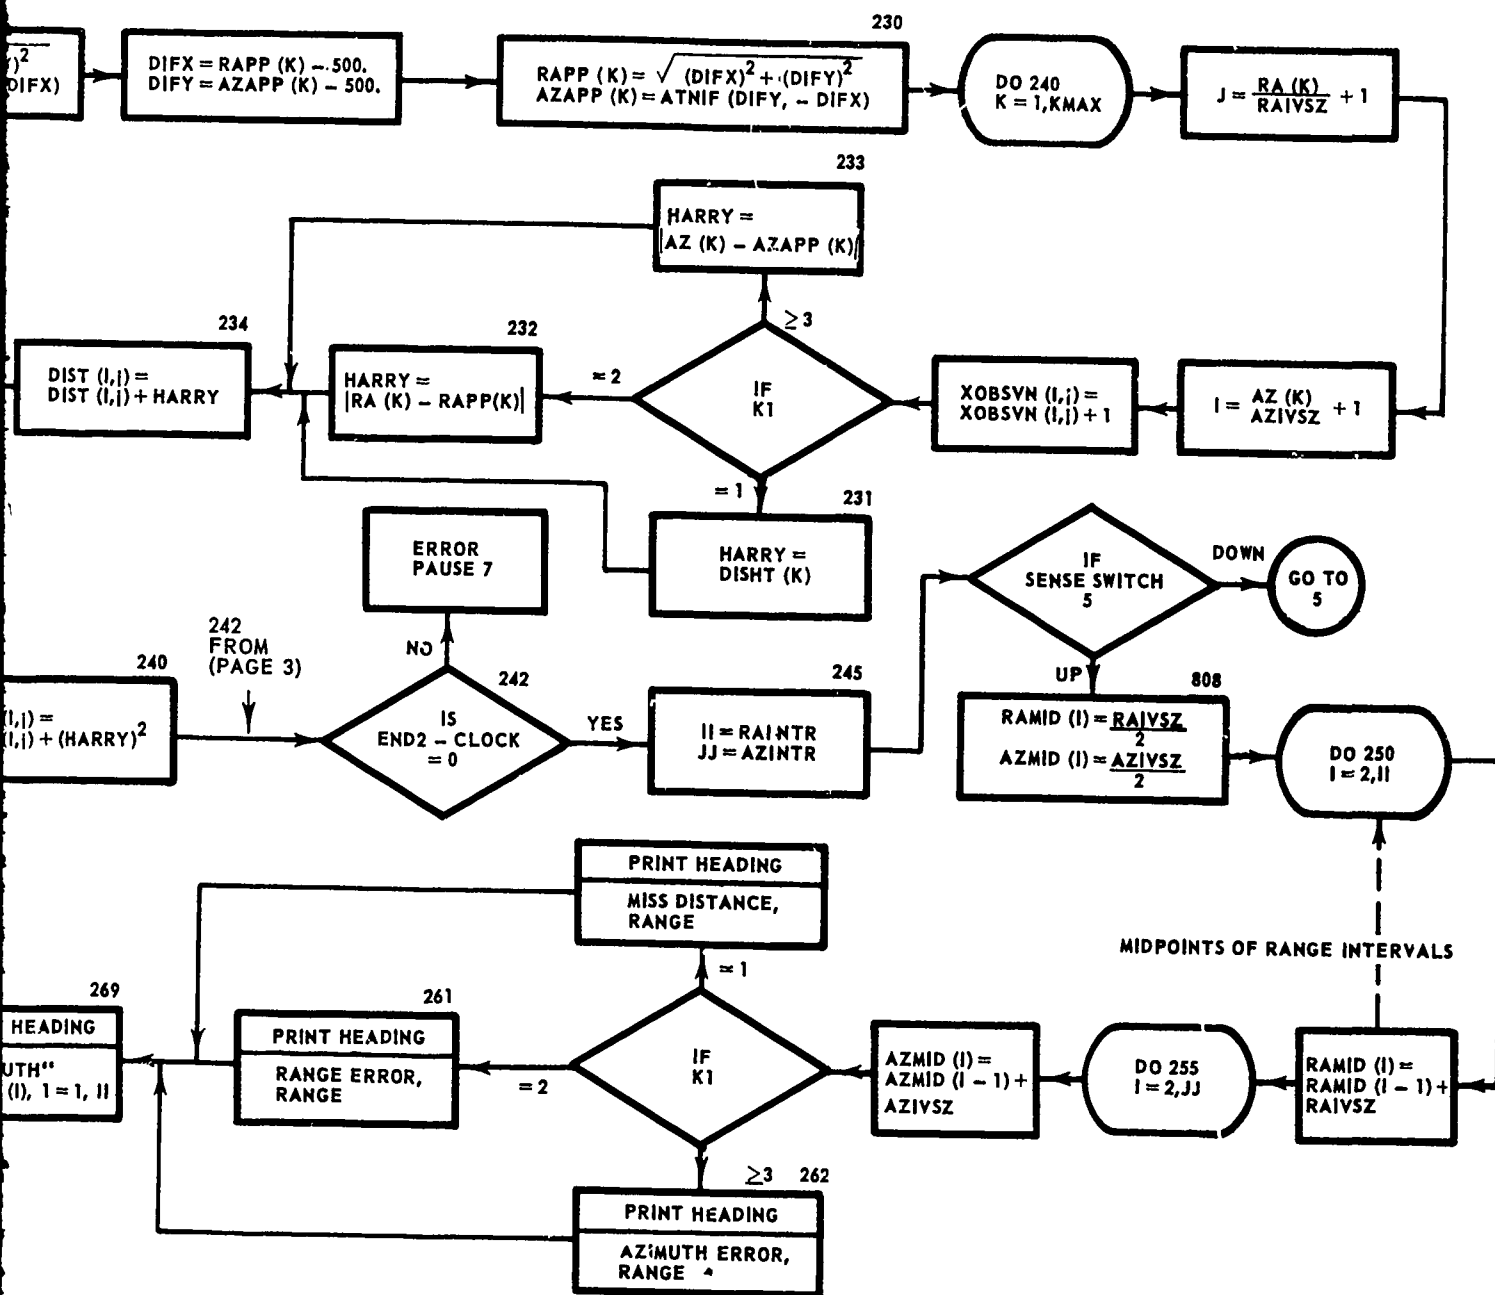 230
)²
DIFX)
DIFX = RAPP (K) – 500.
DIFY = AZAPP (K) – 500.
RAPP (K) = √(DIFX)² + (DIFY)²
AZAPP (K) = ATNIF (DIFY, – DIFX)
DO 240
K = 1, KMAX
J = RA (K) / RAIVSZ + 1
233
HARRY =
|AZ (K) – AZAPP (K)|
≥3
234
DIST (I,j) =
DIST (I,j) + HARRY
232
HARRY =
|RA (K) – RAPP(K)|
= 2
IF
K1
XOBSVN (I,j) =
XOBSVN (I,j) + 1
I = AZ (K) / AZIVSZ + 1
= 1
231
HARRY =
DISHT (K)
ERROR
PAUSE 7
IF
SENSE SWITCH
5
DOWN
GO TO
5
NO
242
FROM
(PAGE 3)
240
(I,j) =
(I,j) + (HARRY)²
242
IS
END2 – CLOCK
= 0
YES
245
II = RAINTR
JJ = AZINTR
UP
808
RAMID (I) = RAIVSZ / 2
AZMID (I) = AZIVSZ / 2
DO 250
I = 2, II
PRINT HEADING
MISS DISTANCE,
RANGE
MIDPOINTS OF RANGE INTERVALS
= 1
269
HEADING
UTH"
(I), I = 1, II
261
PRINT HEADING
RANGE ERROR,
RANGE
= 2
IF
K1
AZMID (I) =
AZMID (I – 1) +
AZIVSZ
DO 255
I = 2, JJ
RAMID (I) =
RAMID (I – 1) +
RAIVSZ
≥3
262
PRINT HEADING
AZIMUTH ERROR,
RANGE